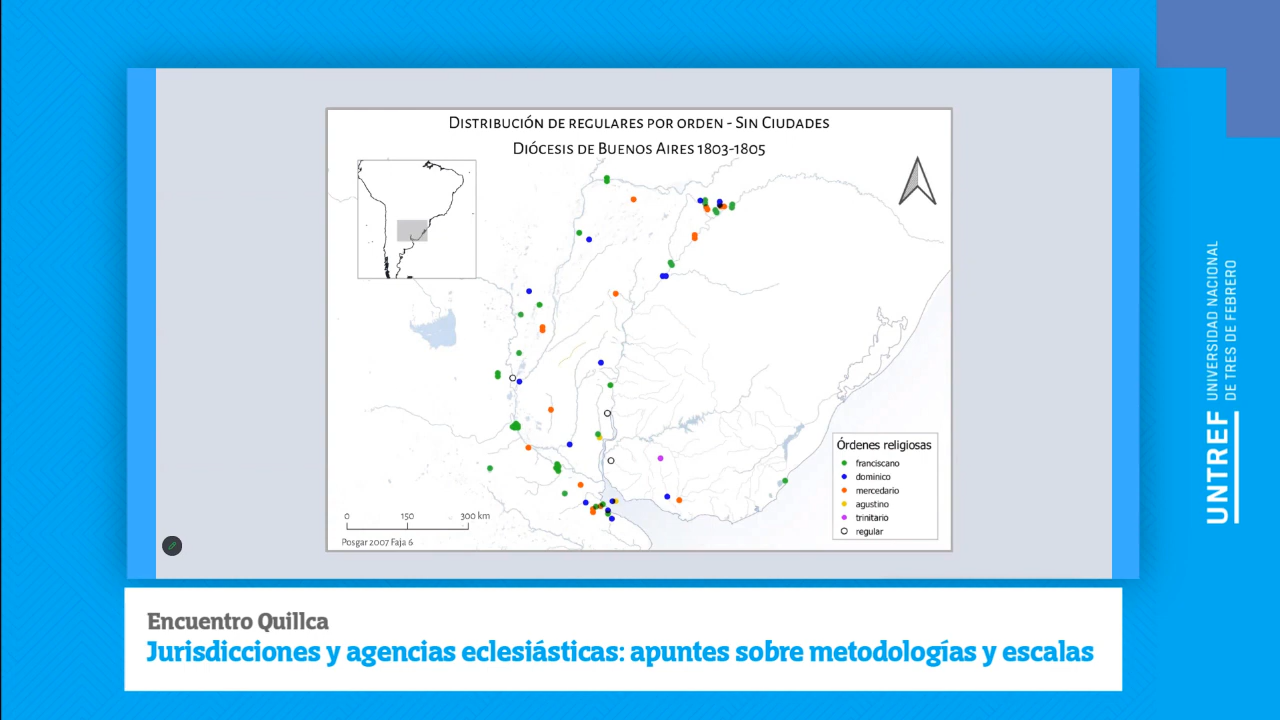 DISTRIBUCIÓN DE REGULARES POR ORDEN - SIN CIUDADES
DIÓCESIS DE BUENOS AIRES 1803-1805
Órdenes religiosas
franciscano
dominico
mercedario
agustino
trinitario
regular
0 150 300 km
Posgar 2007 Faja 6
UNTREF
UNIVERSIDAD NACIONAL
DE TRES DE FEBRERO
Encuentro Quillca
Jurisdicciones y agencias eclesiásticas: apuntes sobre metodologías y escalas